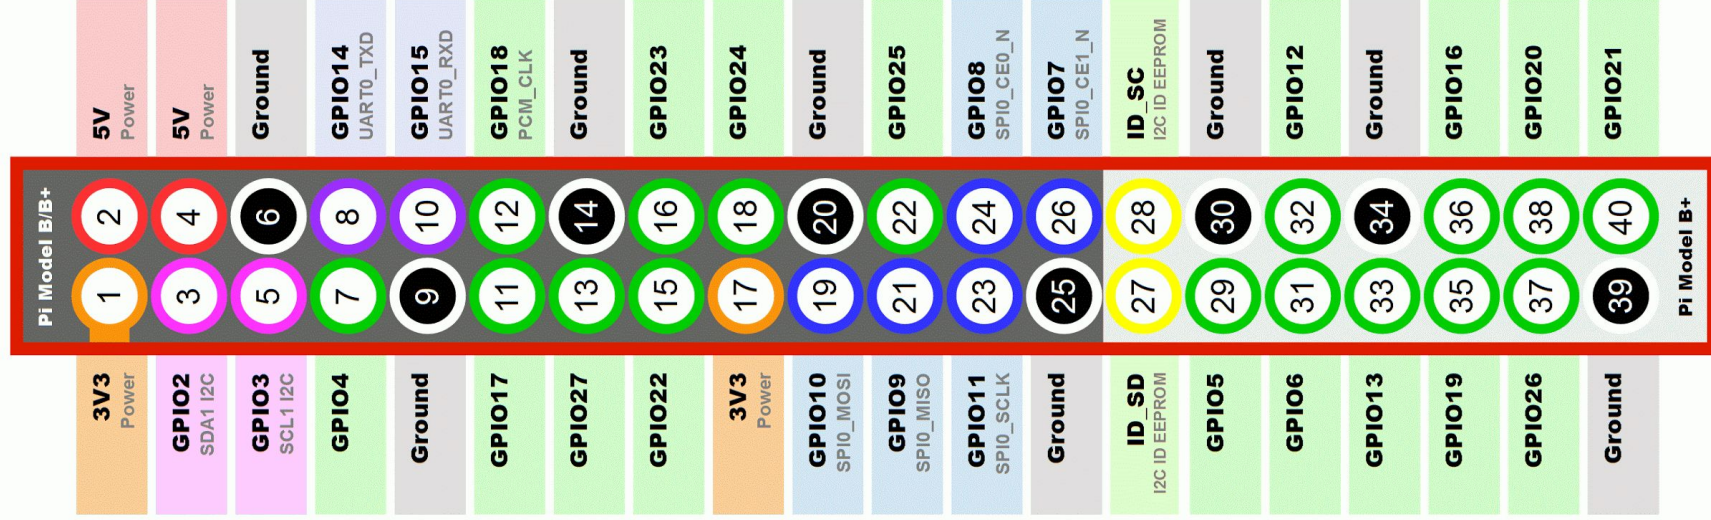 5V
Power
5V
Power
Ground
GPIO14
UART0_TXD
GPIO15
UART0_RXD
GPIO18
PCM_CLK
Ground
GPIO23
GPIO24
Ground
GPIO25
GPIO8
SPI0_CE0_N
GPIO7
SPI0_CE1_N
ID_SC
I2C ID EEPROM
Ground
GPIO12
Ground
GPIO16
GPIO20
GPIO21
Pi Model B/B+
2 4 6 8 10 12 14 16 18 20 22 24 26 28 30 32 34 36 38 40
1 3 5 7 9 11 13 15 17 19 21 23 25 27 29 31 33 35 37 39
Pi Model B+
3V3
Power
GPIO2
SDA1 I2C
GPIO3
SCL1 I2C
GPIO4
Ground
GPIO17
GPIO27
GPIO22
3V3
Power
GPIO10
SPI0_MOSI
GPIO9
SPI0_MISO
GPIO11
SPI0_SCLK
Ground
ID_SD
I2C ID EEPROM
GPIO5
GPIO6
GPIO13
GPIO19
GPIO26
Ground